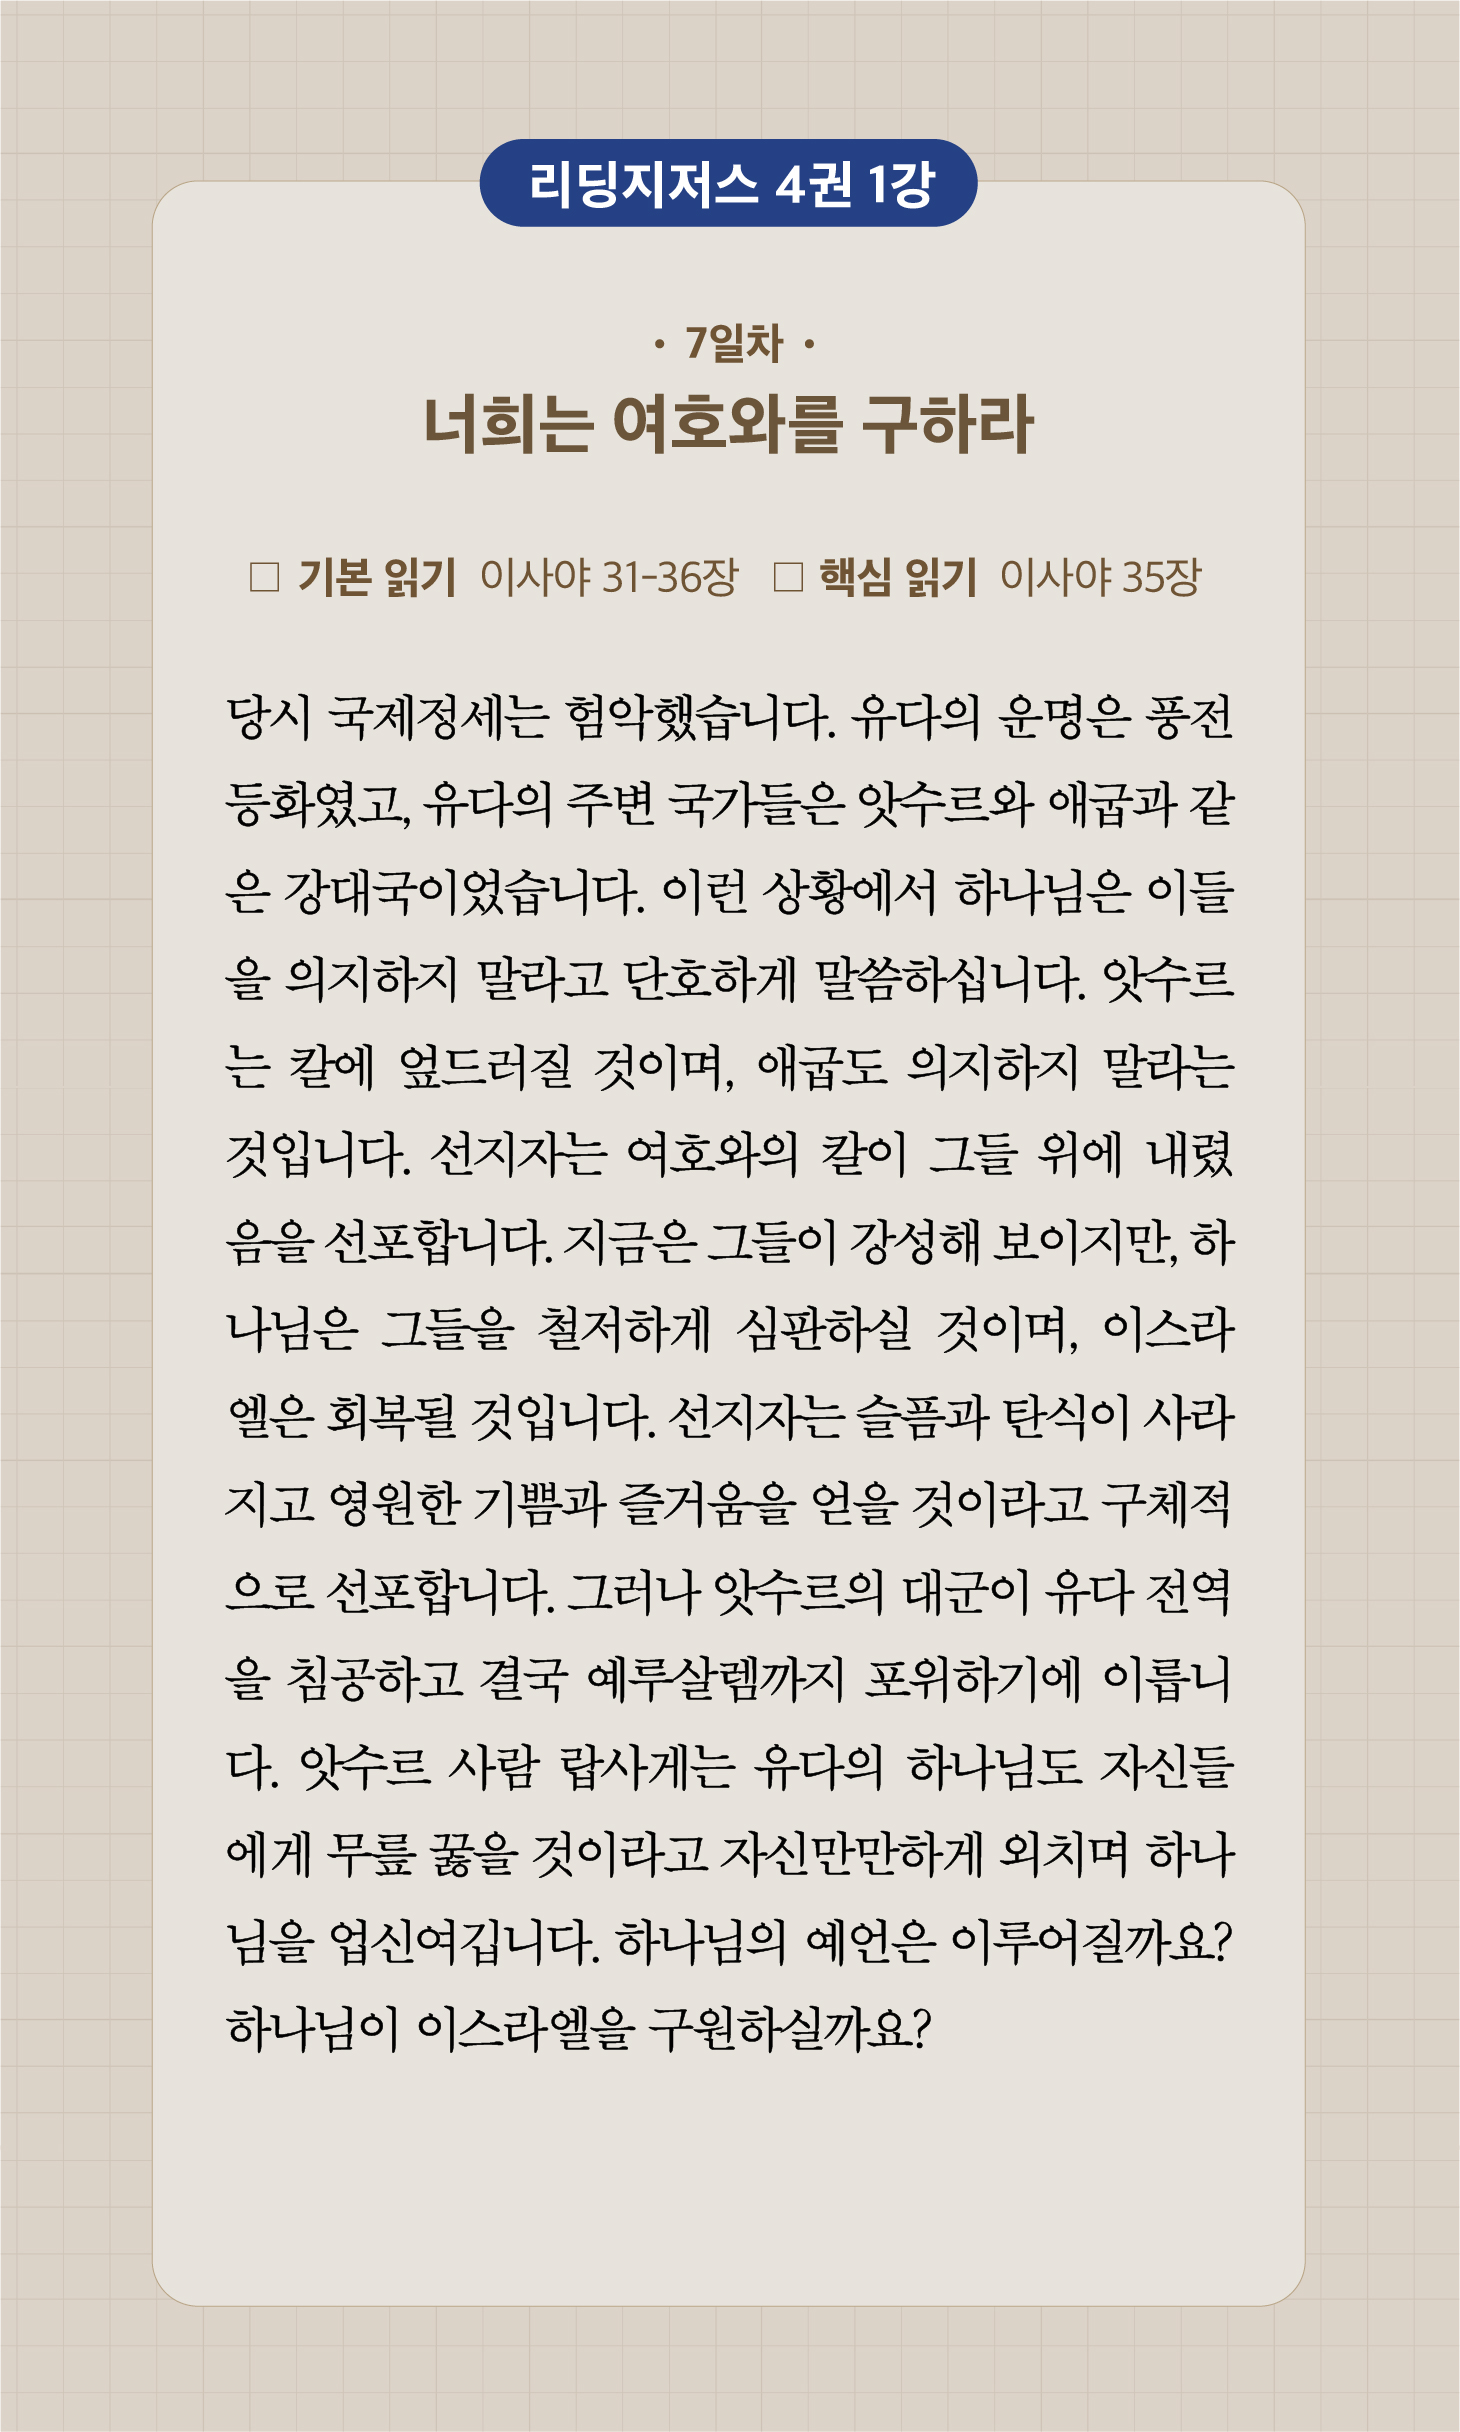 리딩지저스 4권 1강
· 7일차 ·
너희는 여호와를 구하라
□ 기본 읽기 이사야 31-36장 □ 핵심 읽기 이사야 35장
당시 국제정세는 험악했습니다. 유다의 운명은 풍전
등화였고, 유다의 주변 국가들은 앗수르와 애굽과 같
은 강대국이었습니다. 이런 상황에서 하나님은 이들
을 의지하지 말라고 단호하게 말씀하십니다. 앗수르
는 칼에 엎드러질 것이며, 애굽도 의지하지 말라는
것입니다. 선지자는 여호와의 칼이 그들 위에 내렸
음을 선포합니다. 지금은 그들이 강성해 보이지만, 하
나님은 그들을 철저하게 심판하실 것이며, 이스라
엘은 회복될 것입니다. 선지자는 슬픔과 탄식이 사라
지고 영원한 기쁨과 즐거움을 얻을 것이라고 구체적
으로 선포합니다. 그러나 앗수르의 대군이 유다 전역
을 침공하고 결국 예루살렘까지 포위하기에 이릅니
다. 앗수르 사람 랍사게는 유다의 하나님도 자신들
에게 무릎 꿇을 것이라고 자신만만하게 외치며 하나
님을 업신여깁니다. 하나님의 예언은 이루어질까요?
하나님이 이스라엘을 구원하실까요?